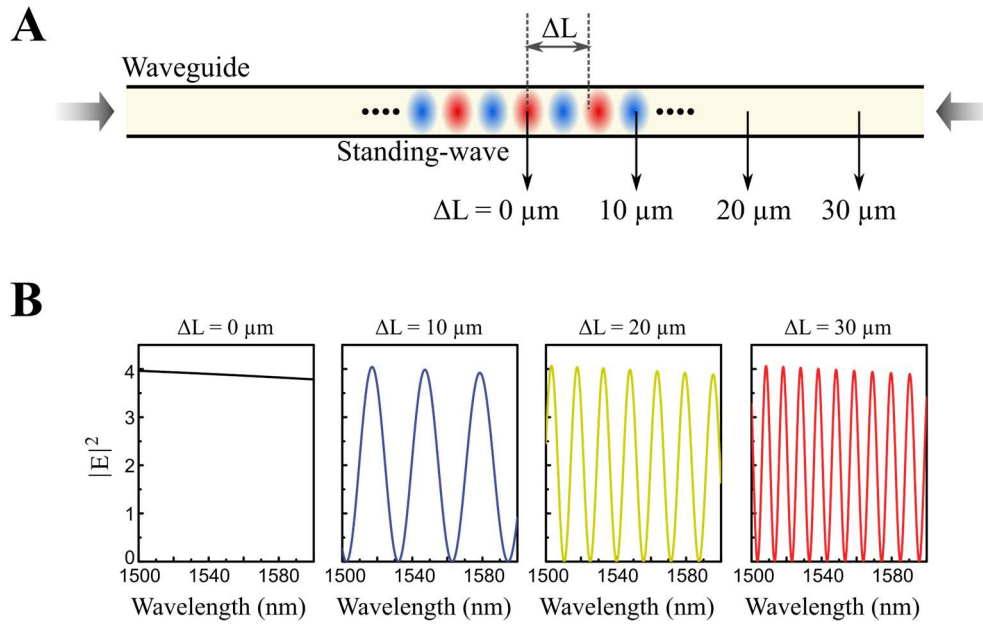 A
ΔL
Waveguide
Standing-wave
ΔL = 0 µm 10 µm 20 µm 30 µm
B
ΔL = 0 µm ΔL = 10 µm ΔL = 20 µm ΔL = 30 µm
|E|²
4
3
2
1
0
1500 1540 1580 1500 1540 1580 1500 1540 1580 1500 1540 1580
Wavelength (nm) Wavelength (nm) Wavelength (nm) Wavelength (nm)